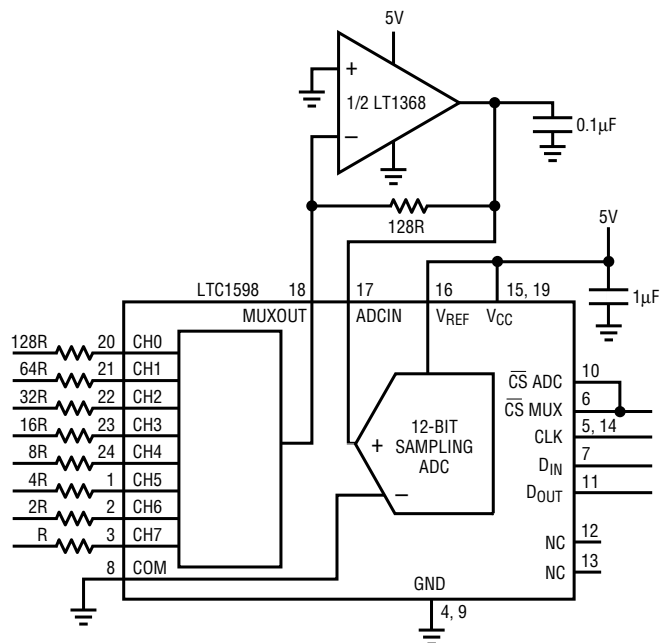 5V
+
1/2 LT1368
−
0.1µF
128R
5V
LTC1598
18
17
16
15, 19
1µF
MUXOUT
ADCIN
VREF
VCC
128R
20
CH0
64R
21
CH1
32R
22
CH2
16R
23
CH3
8R
24
CH4
4R
1
CH5
2R
2
CH6
R
3
CH7
8
COM
+
12-BIT
SAMPLING
ADC
−
CS ADC
10
CS MUX
6
CLK
5, 14
DIN
7
DOUT
11
NC
12
NC
13
GND
4, 9